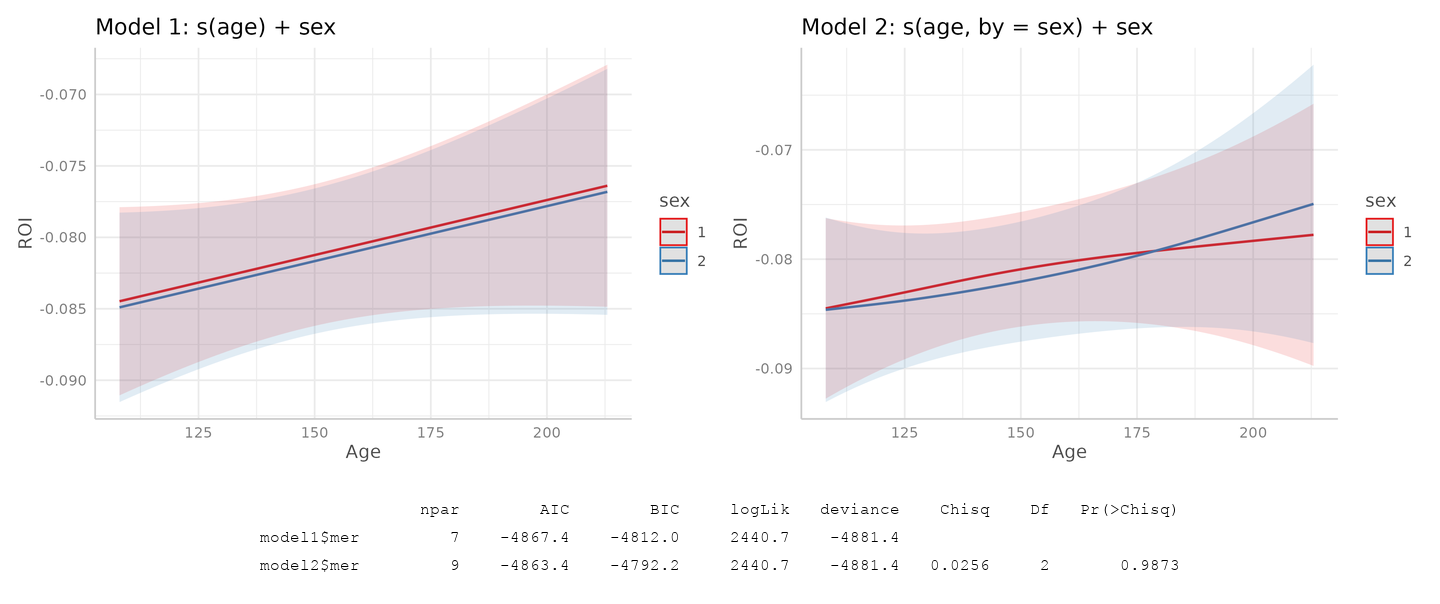 Model 1: s(age) + sex
-0.070
-0.075
-0.080
-0.085
-0.090
ROI
125 150 175 200
Age
sex
1
2
Model 2: s(age, by = sex) + sex
-0.07
-0.08
-0.09
ROI
125 150 175 200
Age
sex
1
2
npar AIC BIC logLik deviance Chisq Df Pr(>Chisq)
model1$mer 7 -4867.4 -4812.0 2440.7 -4881.4
model2$mer 9 -4863.4 -4792.2 2440.7 -4881.4 0.0256 2 0.9873